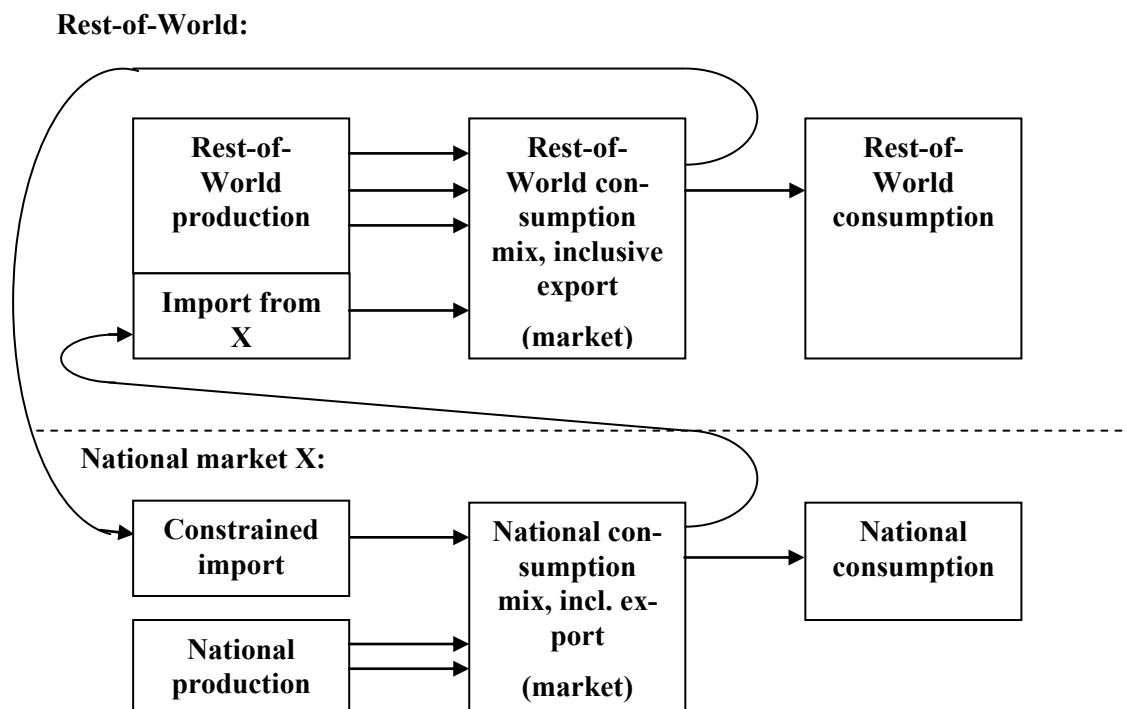 Rest-of-World:
Rest-of-
World
production
Rest-of-
World con-
sumption
mix, inclusive
export
(market)
Rest-of-
World
consumption
Import from
X
National market X:
Constrained
import
National con-
sumption
mix, incl. ex-
port
(market)
National
consumption
National
production